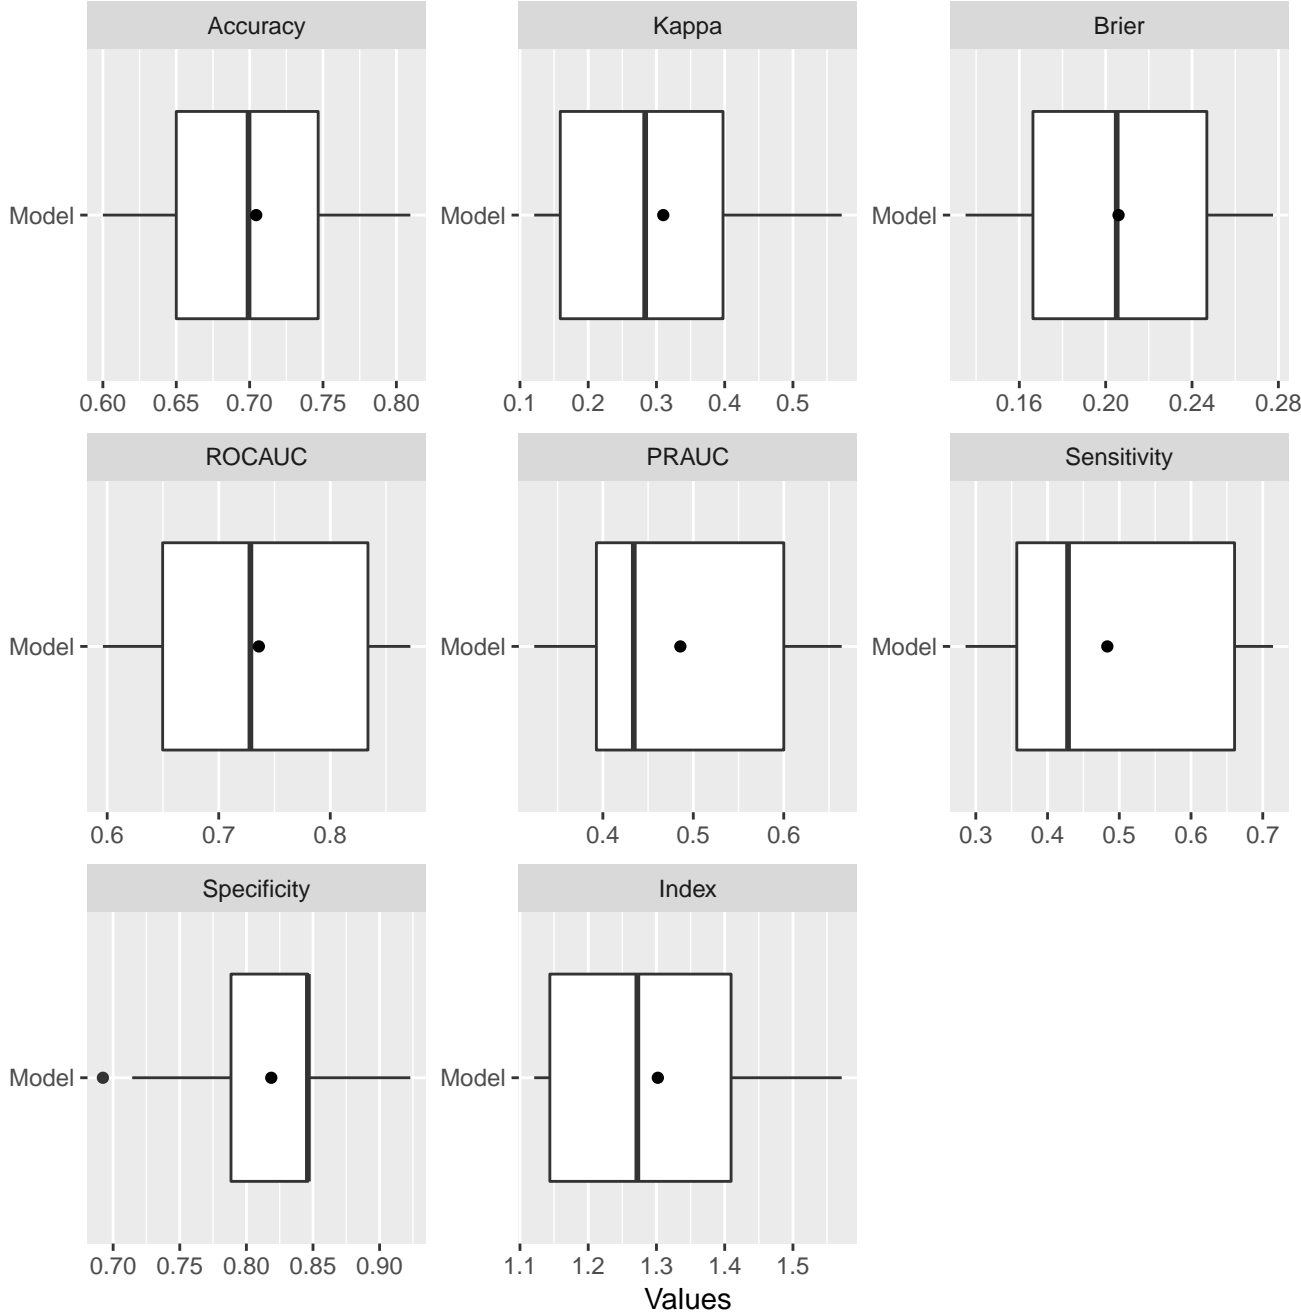 Accuracy Kappa Brier
Model Model Model
0.60 0.65 0.70 0.75 0.80 0.1 0.2 0.3 0.4 0.5 0.16 0.20 0.24 0.28
ROCAUC PRAUC Sensitivity
Model Model Model
0.6 0.7 0.8 0.4 0.5 0.6 0.3 0.4 0.5 0.6 0.7
Specificity Index
Model Model
0.70 0.75 0.80 0.85 0.90 1.1 1.2 1.3 1.4 1.5
Values